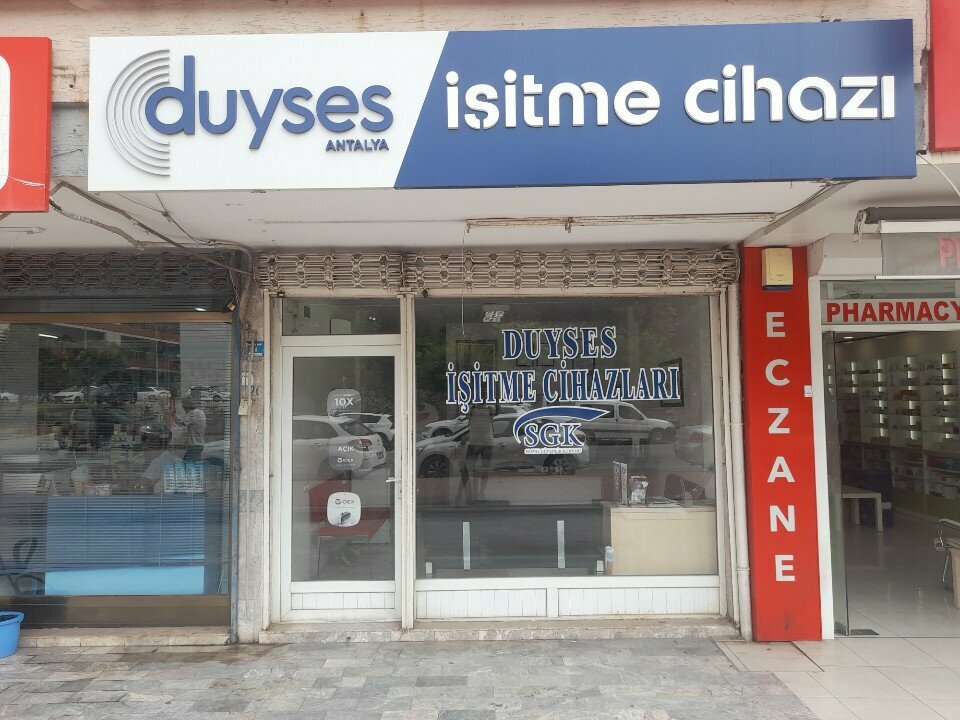 duyses
ANTALYA
işitme cihazı
DUYSES
İŞİTME CİHAZLARI
SGK
10X
AÇIK
ECZANE
PHARMACY